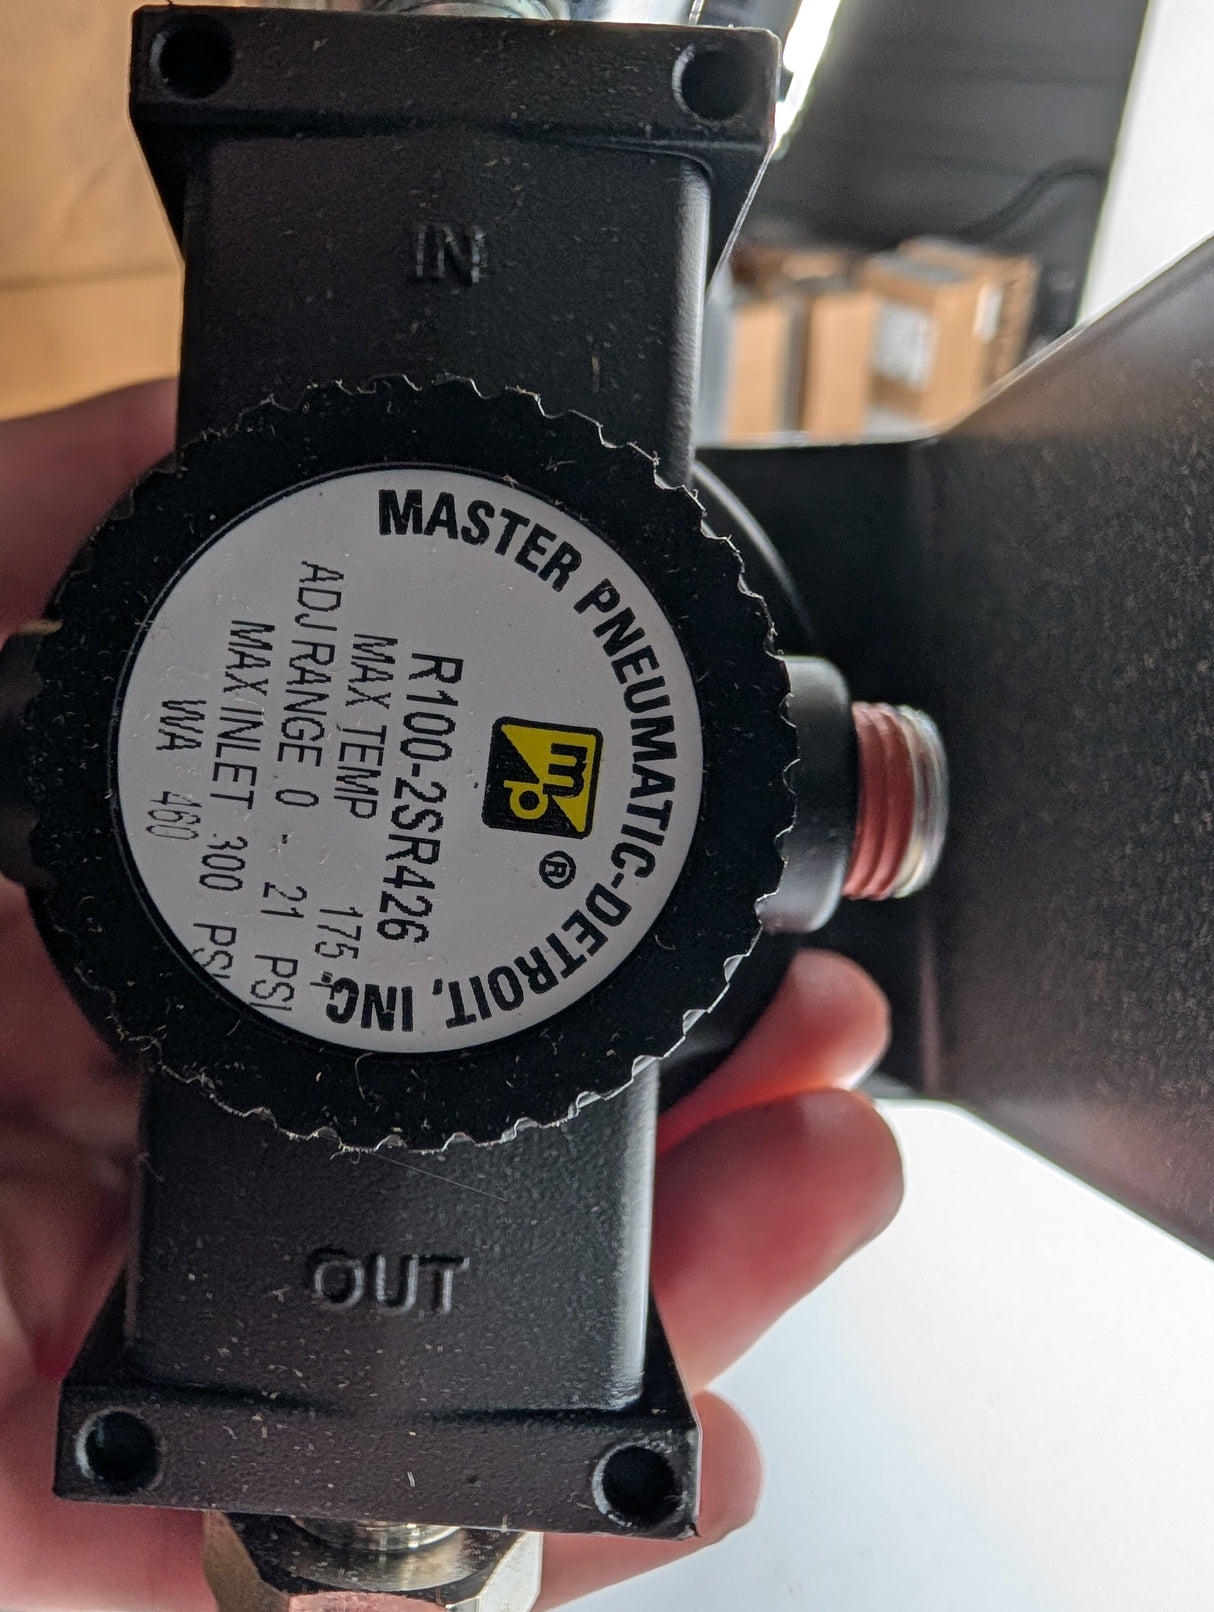 IN
MASTER PNEUMATIC-DETROIT, INC.
mp
®
R100-2SR426
MAX TEMP 175°F
ADJ RANGE 0 - 21 PSI
MAX INLET 300 PSI
WA 460
OUT